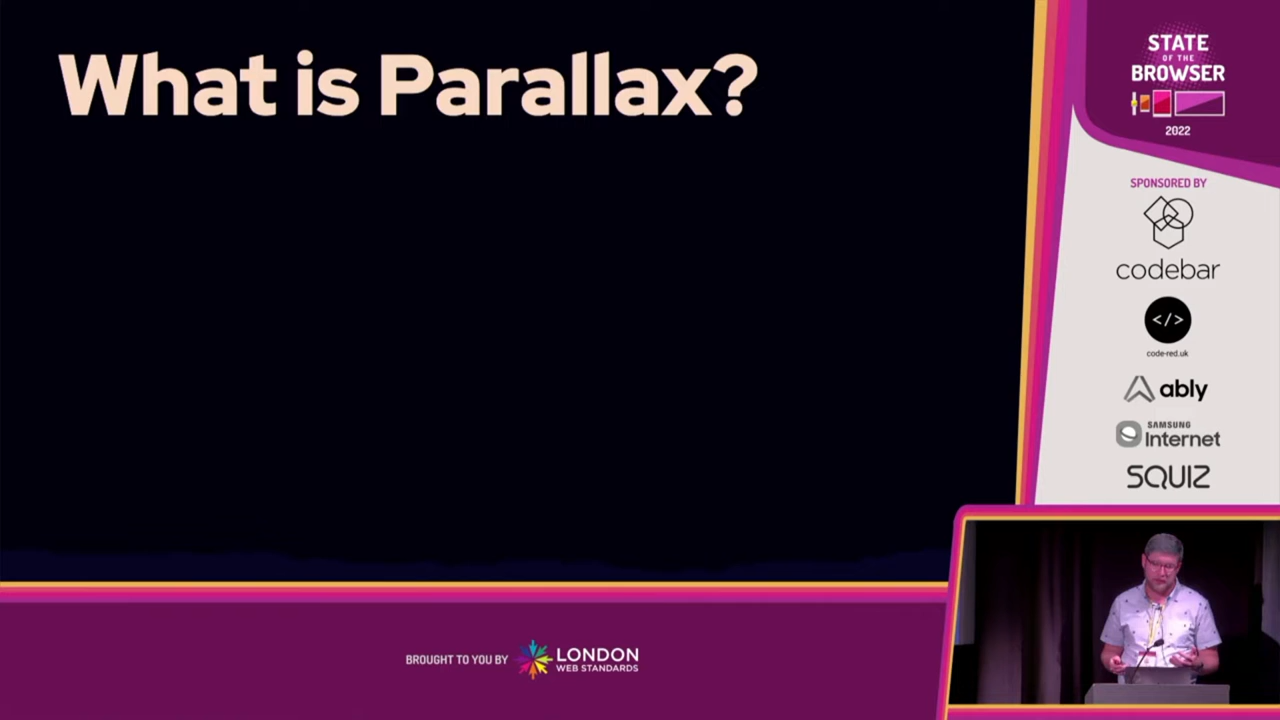 What is Parallax?
STATE
OF THE
BROWSER
2022
SPONSORED BY
codebar
</>
code-red.uk
ably
SAMSUNG
Internet
SQUIZ
BROUGHT TO YOU BY
LONDON
WEB STANDARDS